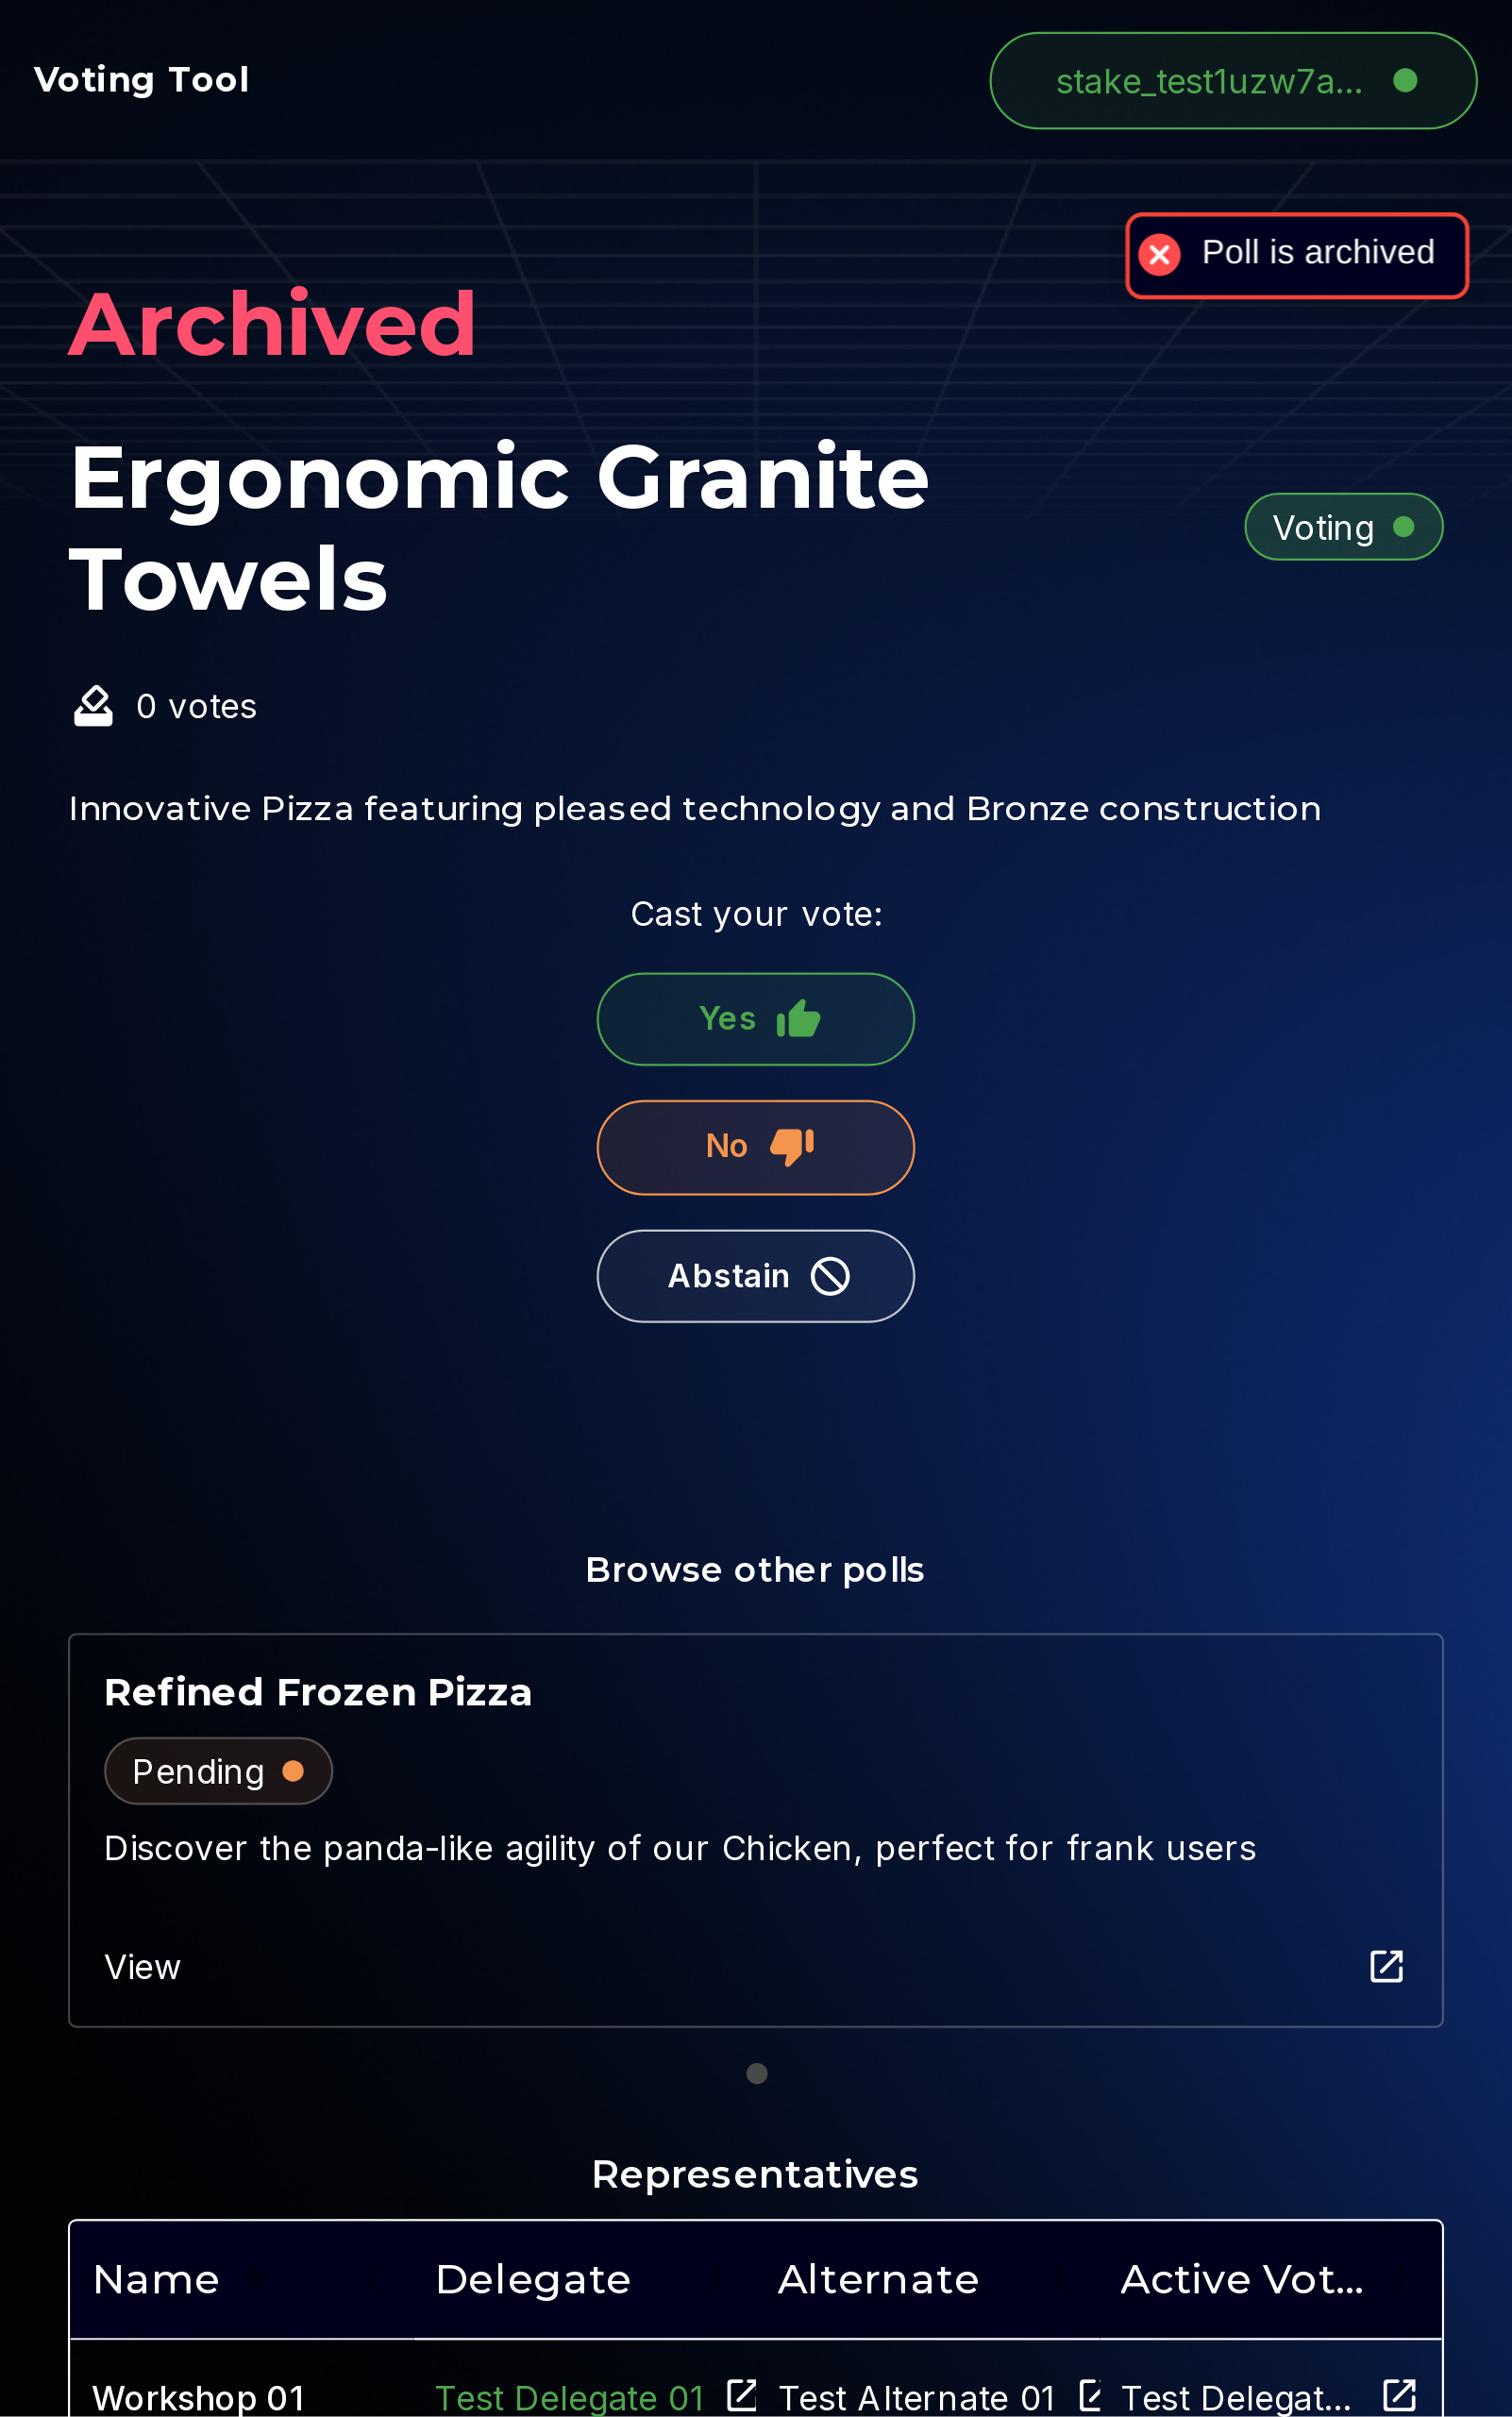 Voting Tool
stake_test1uzw7a...
Poll is archived
Archived
Ergonomic Granite
Towels
Voting
0 votes
Innovative Pizza featuring pleased technology and Bronze construction
Cast your vote:
Yes
No
Abstain
Browse other polls
Refined Frozen Pizza
Pending
Discover the panda-like agility of our Chicken, perfect for frank users
View
Representatives
Name Delegate Alternate Active Vot...
Workshop 01 Test Delegate 01 Test Alternate 01 Test Delegat...